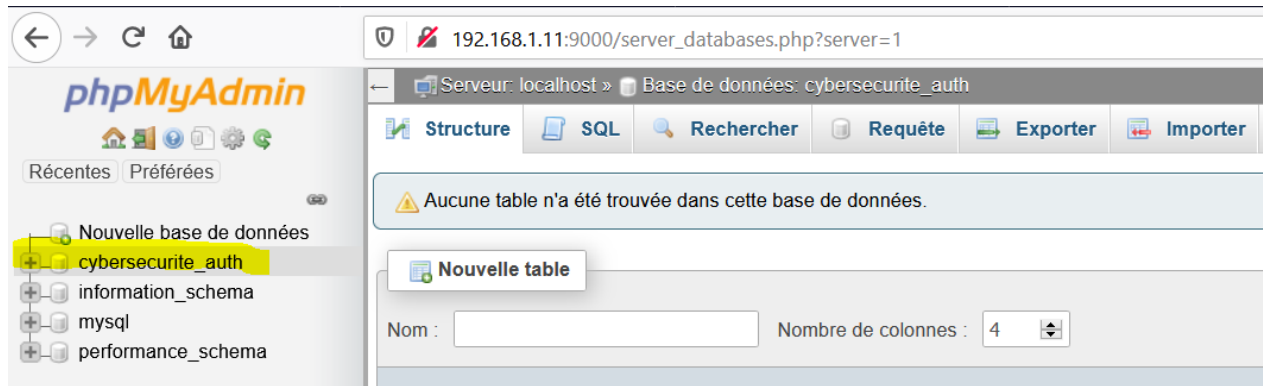 192.168.1.11:9000/server_databases.php?server=1
phpMyAdmin
Récentes Préférées
Nouvelle base de données
cybersecurite_auth
information_schema
mysql
performance_schema
Serveur: localhost » Base de données: cybersecurite_auth
Structure SQL Rechercher Requête Exporter Importer
Aucune table n'a été trouvée dans cette base de données.
Nouvelle table
Nom : Nombre de colonnes : 4